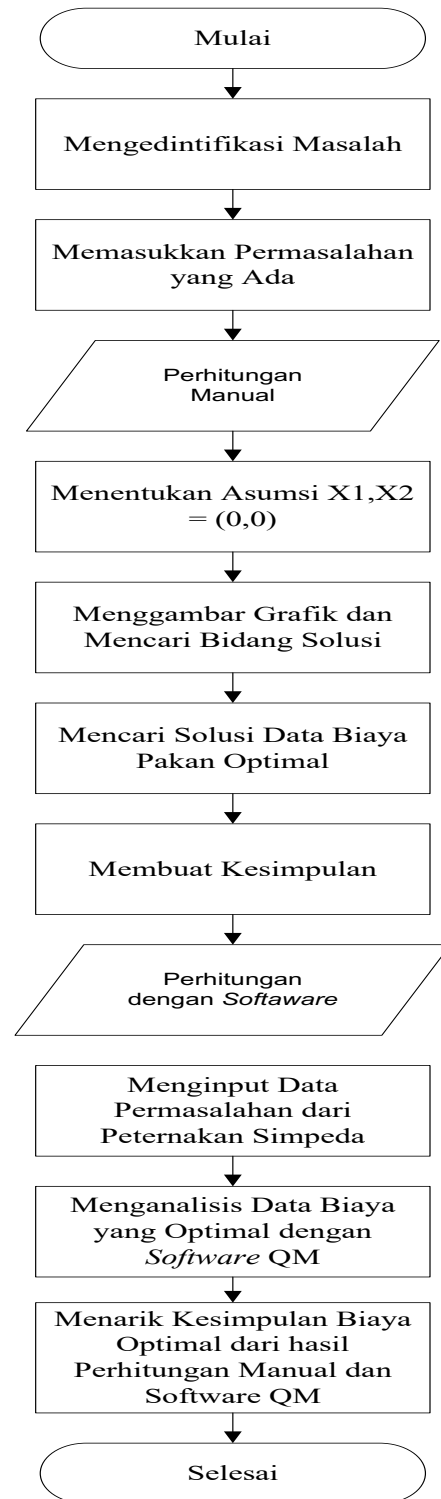 Mulai
Mengedintifikasi Masalah
Memasukkan Permasalahan
yang Ada
Perhitungan
Manual
Menentukan Asumsi X1,X2
= (0,0)
Menggambar Grafik dan
Mencari Bidang Solusi
Mencari Solusi Data Biaya
Pakan Optimal
Membuat Kesimpulan
Perhitungan
dengan Softaware
Menginput Data
Permasalahan dari
Peternakan Simpeda
Menganalisis Data Biaya
yang Optimal dengan
Software QM
Menarik Kesimpulan Biaya
Optimal dari hasil
Perhitungan Manual dan
Software QM
Selesai